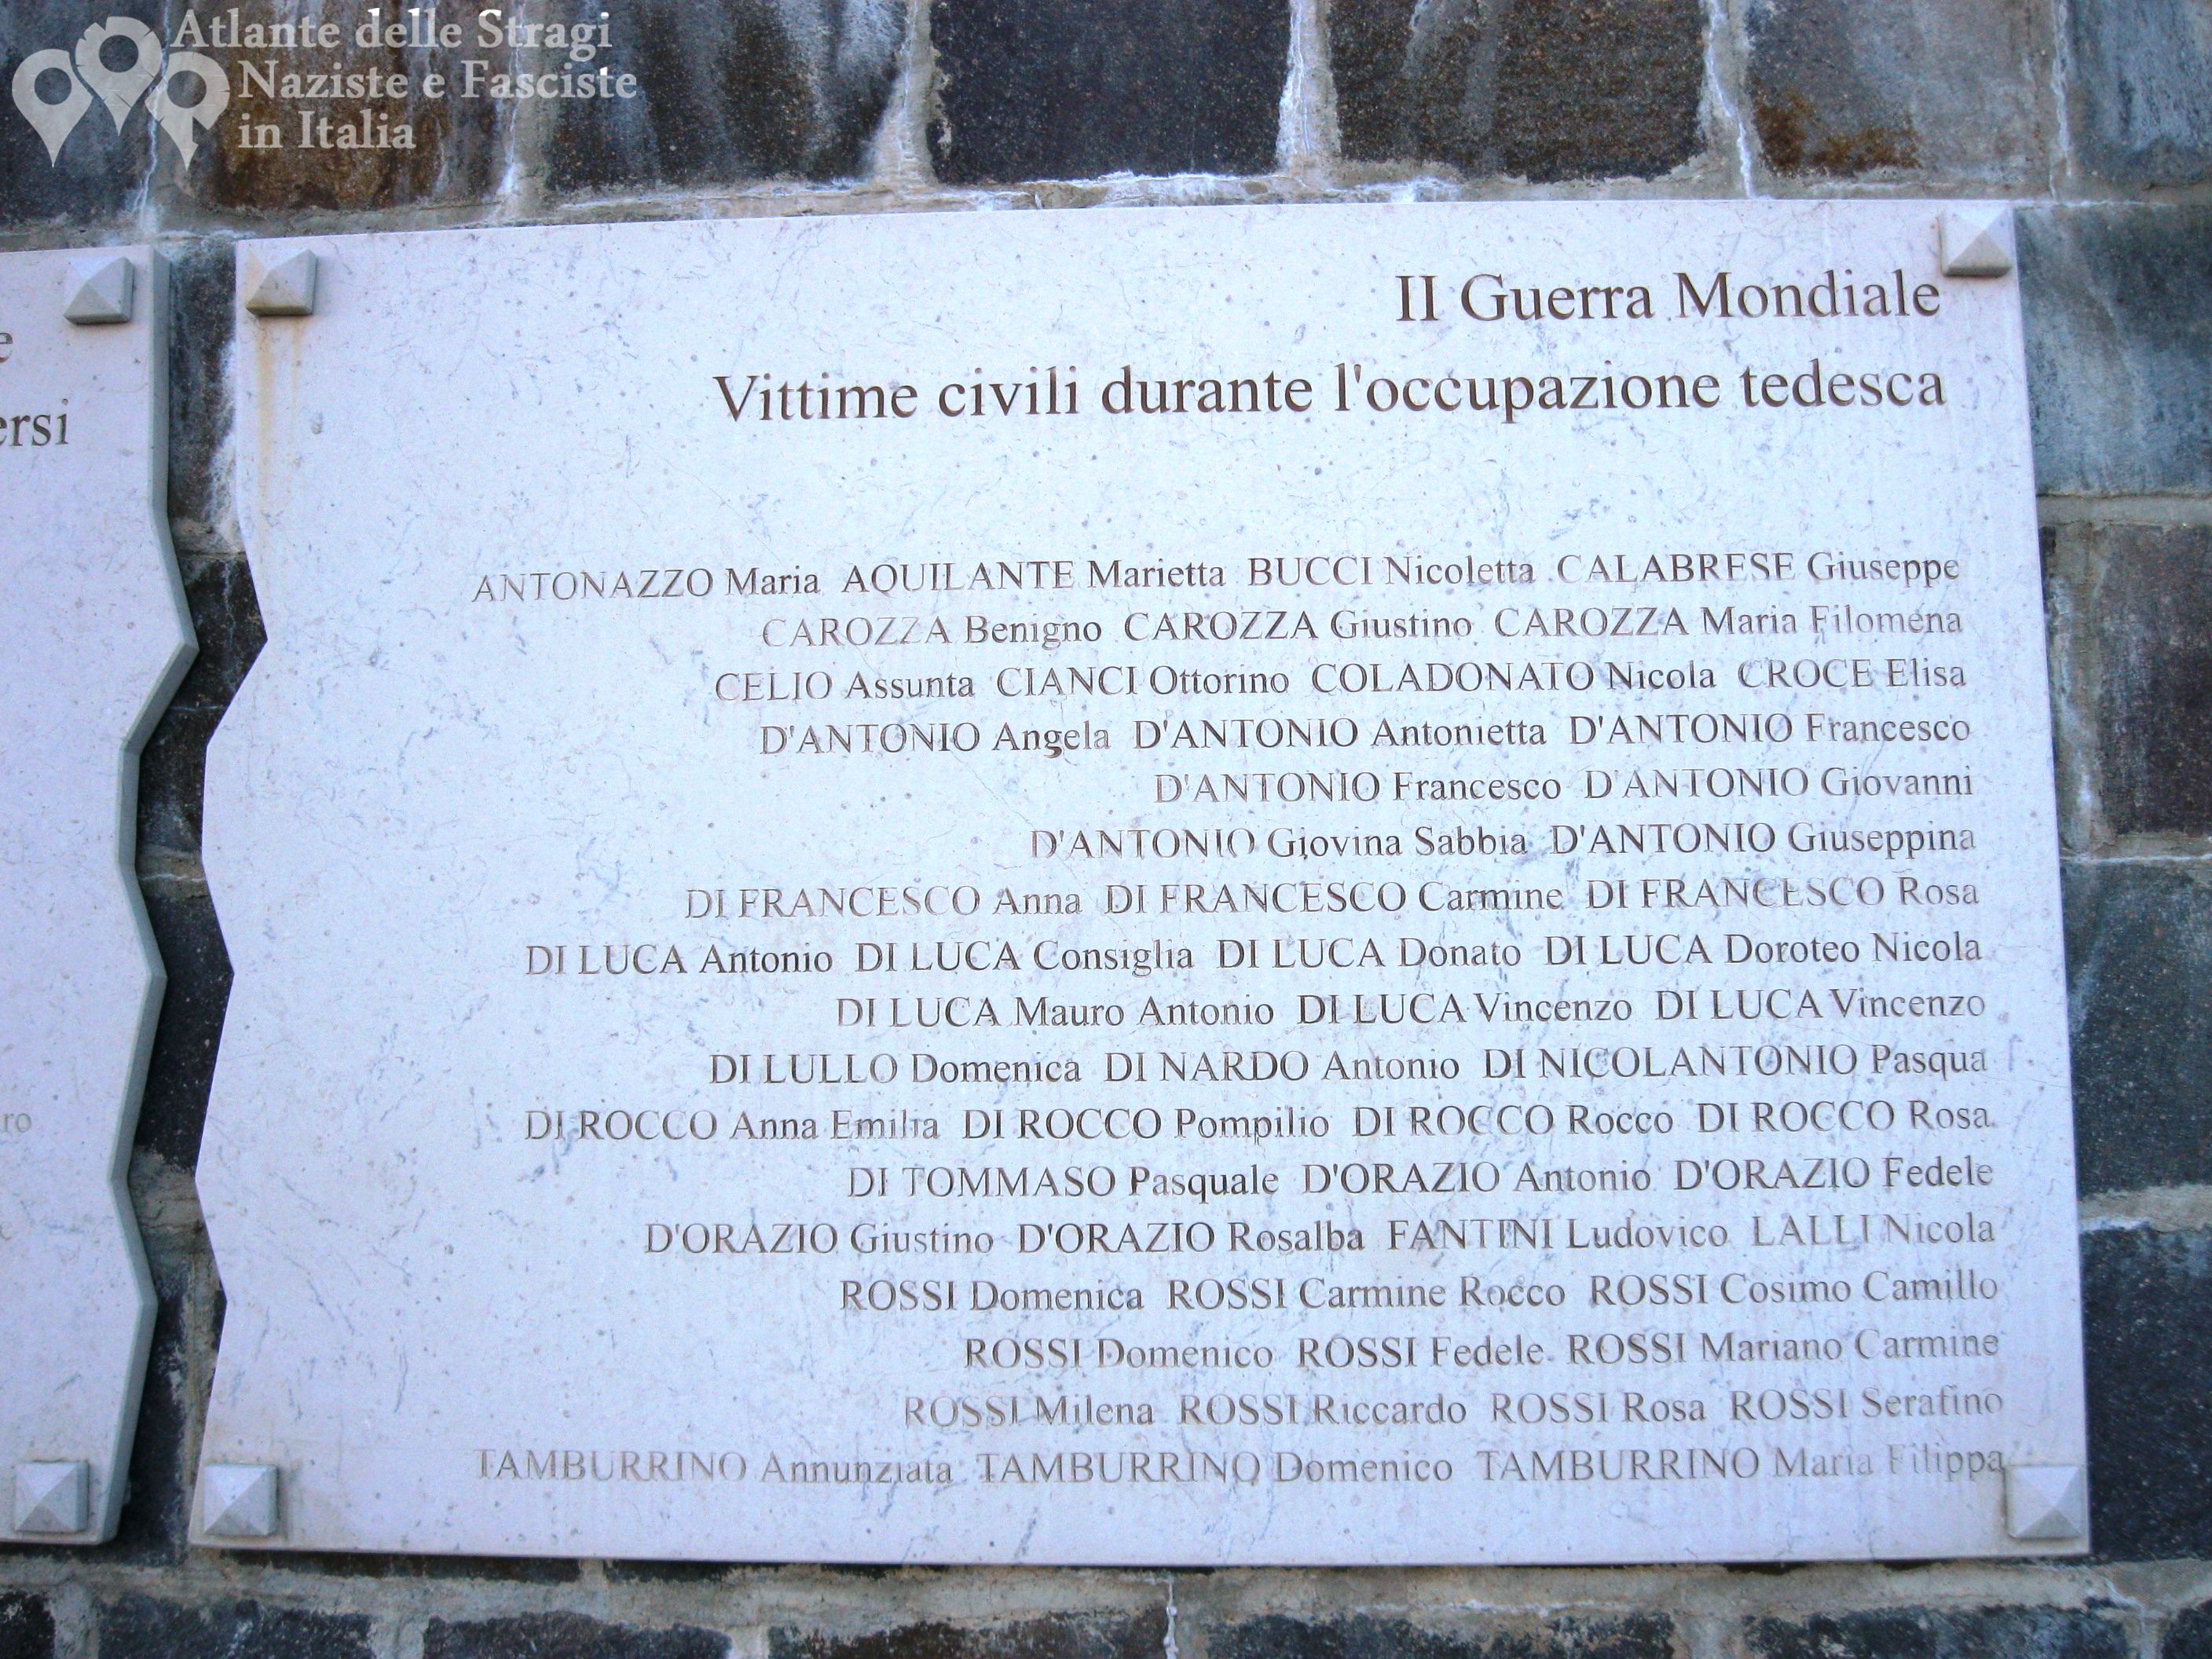 Atlante delle Stragi
Naziste e Fasciste
in Italia
e
ersi
ro
II Guerra Mondiale
Vittime civili durante l'occupazione tedesca
ANTONAZZO Maria AQUILANTE Marietta BUCCI Nicoletta CALABRESE Giuseppe
CAROZZA Benigno CAROZZA Giustino CAROZZA Maria Filomena
CELIO Assunta CIANCI Ottorino COLADONATO Nicola CROCE Elisa
D'ANTONIO Angela D'ANTONIO Antonietta D'ANTONIO Francesco
D'ANTONIO Francesco D'ANTONIO Giovanni
D'ANTONIO Giovina Sabbia D'ANTONIO Giuseppina
DI FRANCESCO Anna DI FRANCESCO Carmine DI FRANCESCO Rosa
DI LUCA Antonio DI LUCA Consiglia DI LUCA Donato DI LUCA Doroteo Nicola
DI LUCA Mauro Antonio DI LUCA Vincenzo DI LUCA Vincenzo
DI LULLO Domenica DI NARDO Antonio DI NICOLANTONIO Pasqua
DI ROCCO Anna Emilia DI ROCCO Pompilio DI ROCCO Rocco DI ROCCO Rosa
DI TOMMASO Pasquale D'ORAZIO Antonio D'ORAZIO Fedele
D'ORAZIO Giustino D'ORAZIO Rosalba FANTINI Ludovico LALLI Nicola
ROSSI Domenica ROSSI Carmine Rocco ROSSI Cosimo Camillo
ROSSI Domenico ROSSI Fedele ROSSI Mariano Carmine
ROSSI Milena ROSSI Riccardo ROSSI Rosa ROSSI Serafino
TAMBURRINO Annunziata TAMBURRINO Domenico TAMBURRINO Maria Filippa